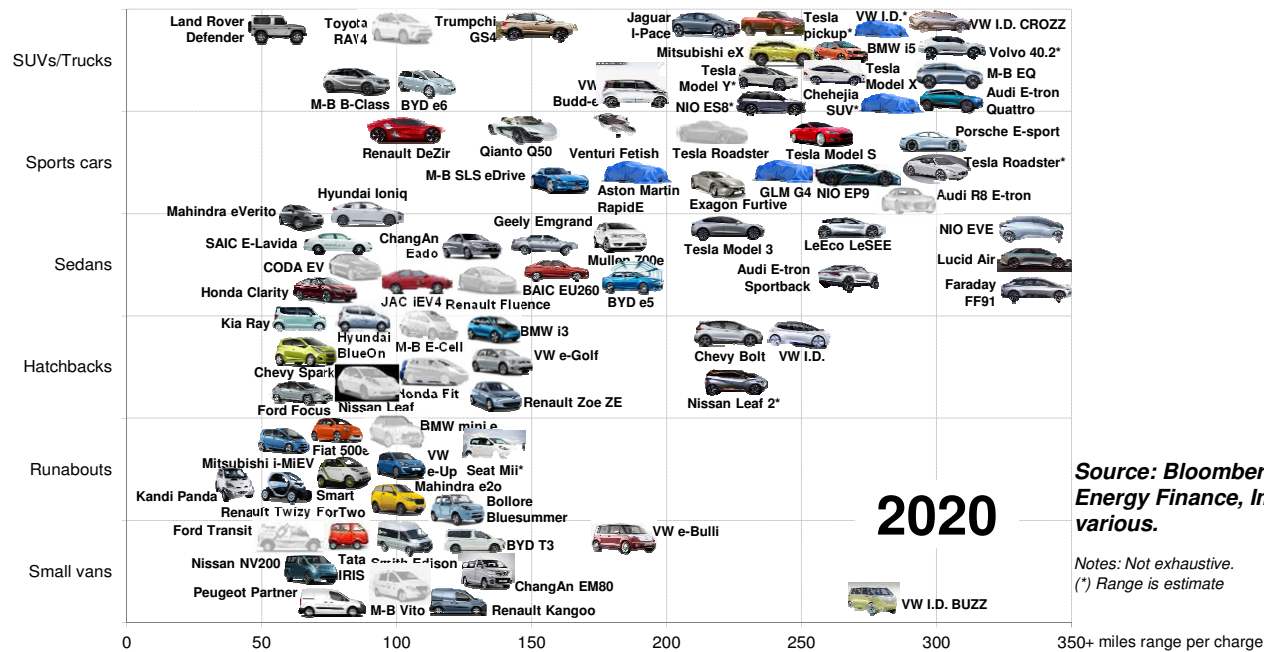 SUVs/Trucks
Land Rover
Defender
Toyota
RAV4
Trumpchi
GS4
Jaguar
I-Pace
Tesla
pickup*
VW I.D.*
VW I.D. CROZZ
Mitsubishi eX
BMW i5
Volvo 40.2*
M-B B-Class
BYD e6
VW
Budd-e
Tesla
Model Y*
Tesla
Model X
M-B EQ
NIO ES8*
Chehejia
SUV*
Audi E-tron
Quattro
Sports cars
Renault DeZir
Qianto Q50
Venturi Fetish
Tesla Roadster
Tesla Model S
Porsche E-sport
M-B SLS eDrive
Aston Martin
RapidE
Exagon Furtive
GLM G4
NIO EP9
Tesla Roadster*
Audi R8 E-tron
Sedans
Mahindra eVerito
Hyundai Ioniq
SAIC E-Lavida
ChangAn
Eado
Geely Emgrand
Mullen 700e
Tesla Model 3
LeEco LeSEE
NIO EVE
CODA EV
Honda Clarity
JAC iEV4
Renault Fluence
BAIC EU260
BYD e5
Audi E-tron
Sportback
Lucid Air
Faraday
FF91
Hatchbacks
Kia Ray
Hyundai
BlueOn
M-B E-Cell
BMW i3
Chevy Bolt
VW I.D.
Chevy Spark
Honda Fit
VW e-Golf
Ford Focus
Nissan Leaf
Renault Zoe ZE
Nissan Leaf 2*
Runabouts
Mitsubishi i-MiEV
Fiat 500e
BMW mini e
VW
e-Up
Seat Mii*
Kandi Panda
Renault Twizy
Smart
ForTwo
Mahindra e2o
Bollore
Bluesummer
2020
Small vans
Ford Transit
Tata
IRIS
Smith Edison
BYD T3
VW e-Bulli
Nissan NV200
ChangAn EM80
Peugeot Partner
M-B Vito
Renault Kangoo
VW I.D. BUZZ
0 50 100 150 200 250 300 350+ miles range per charge
Source: Bloomber
Energy Finance, In
various.
Notes: Not exhaustive.
(*) Range is estimate